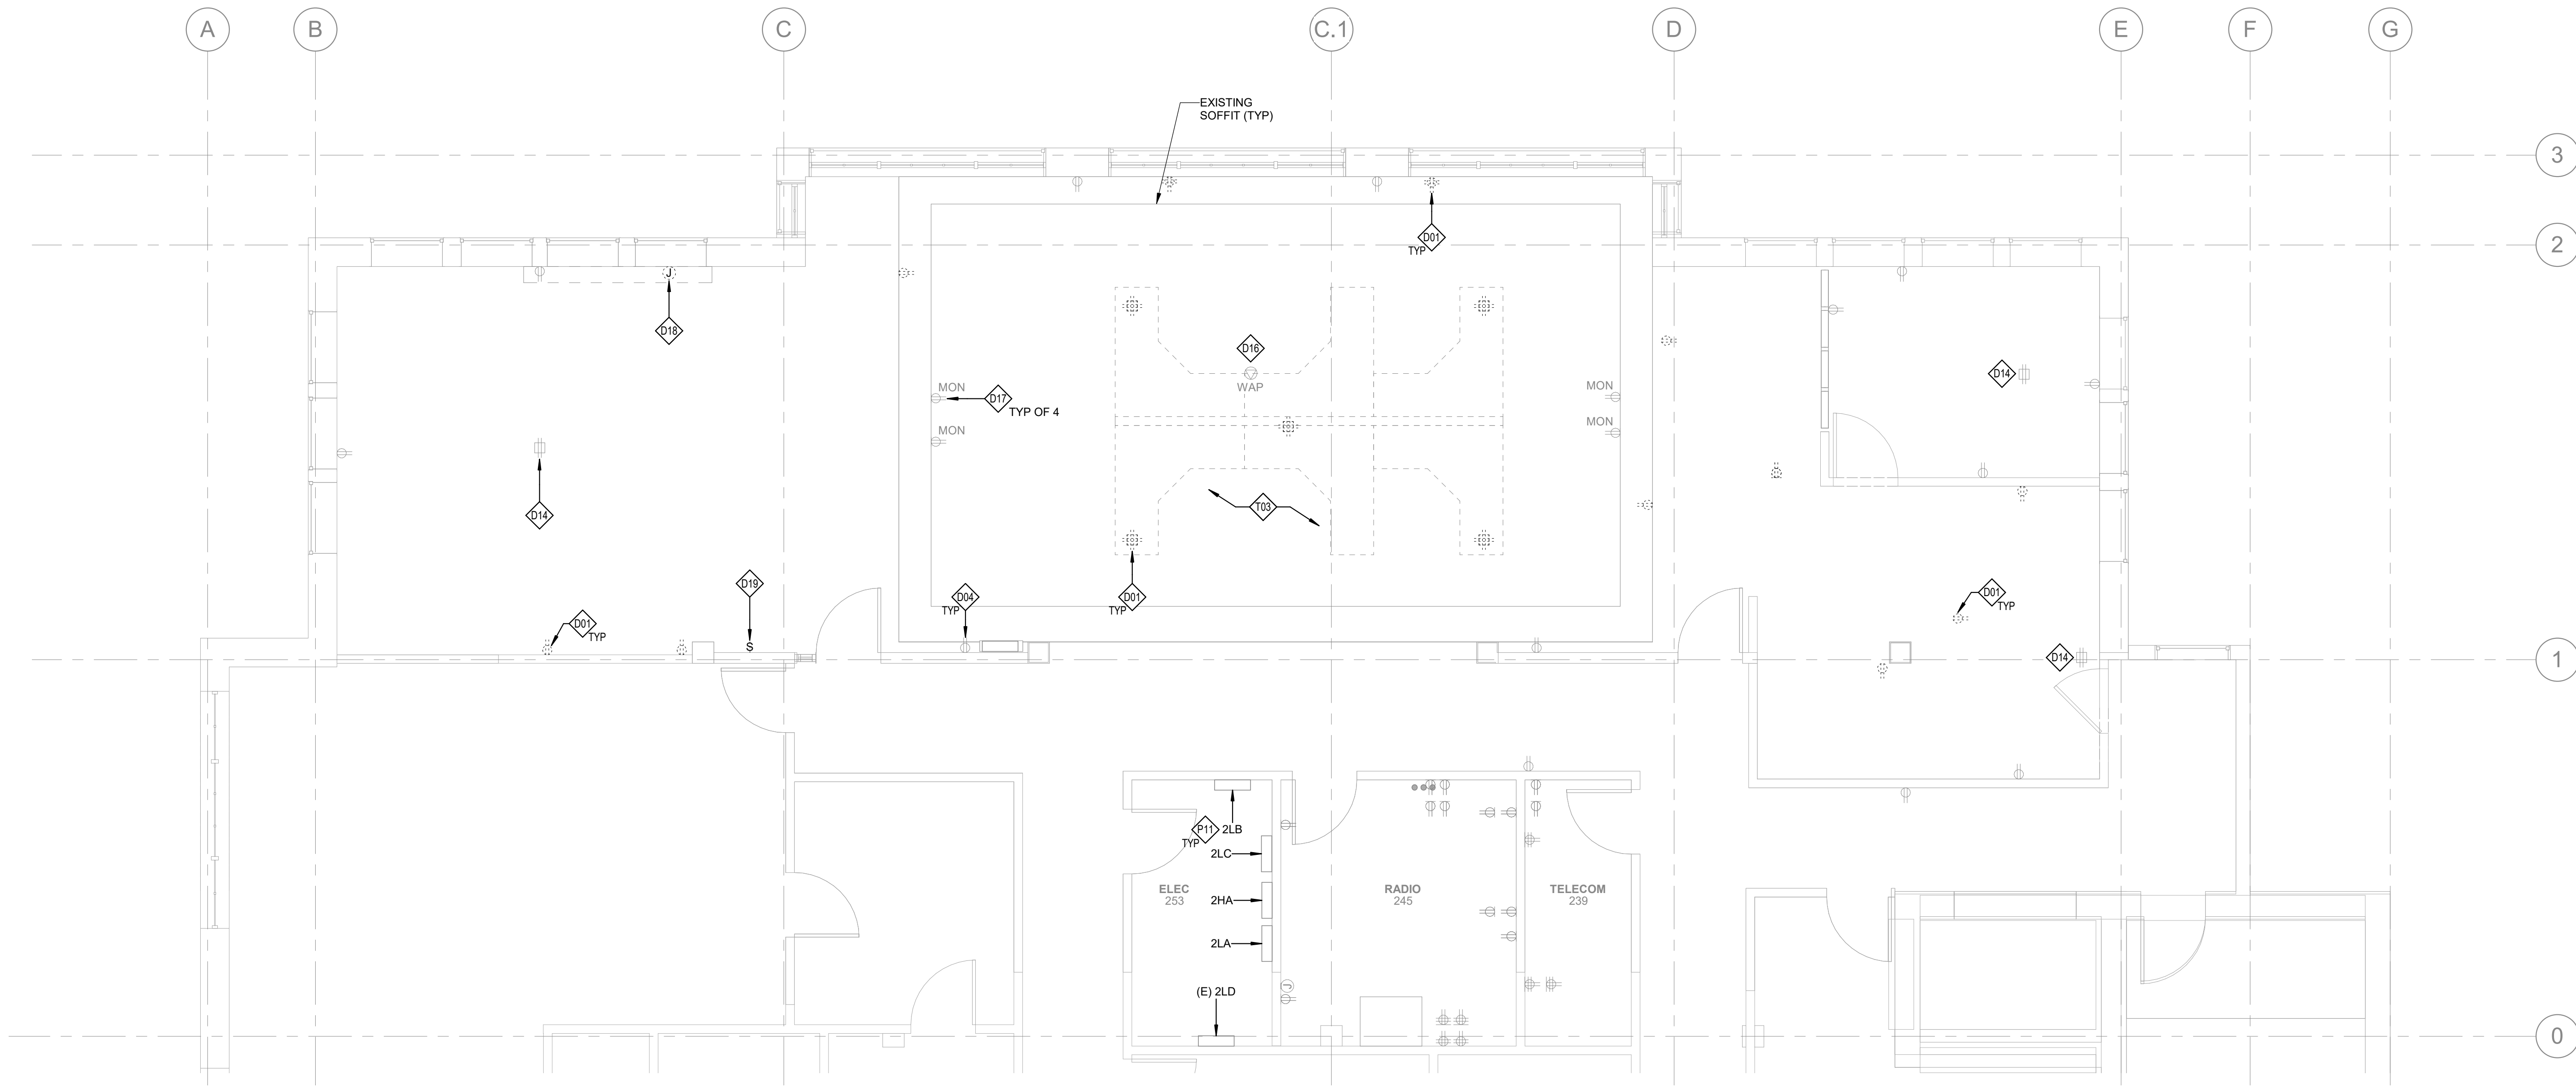 A
B
C
C.1
D
E
F
G
EXISTING
SOFFIT (TYP)
3
D01
TYP
2
J
D18
D16
WAP
D14
MON
D17
TYP OF 4
MON
MON
MON
D14
T03
D19
D04
TYP
D01
TYP
D01
TYP
D01
TYP
S
D14
1
P11
TYP
2LB
2LC
ELEC
253
2HA
RADIO
245
TELECOM
239
2LA
J
(E) 2LD
0